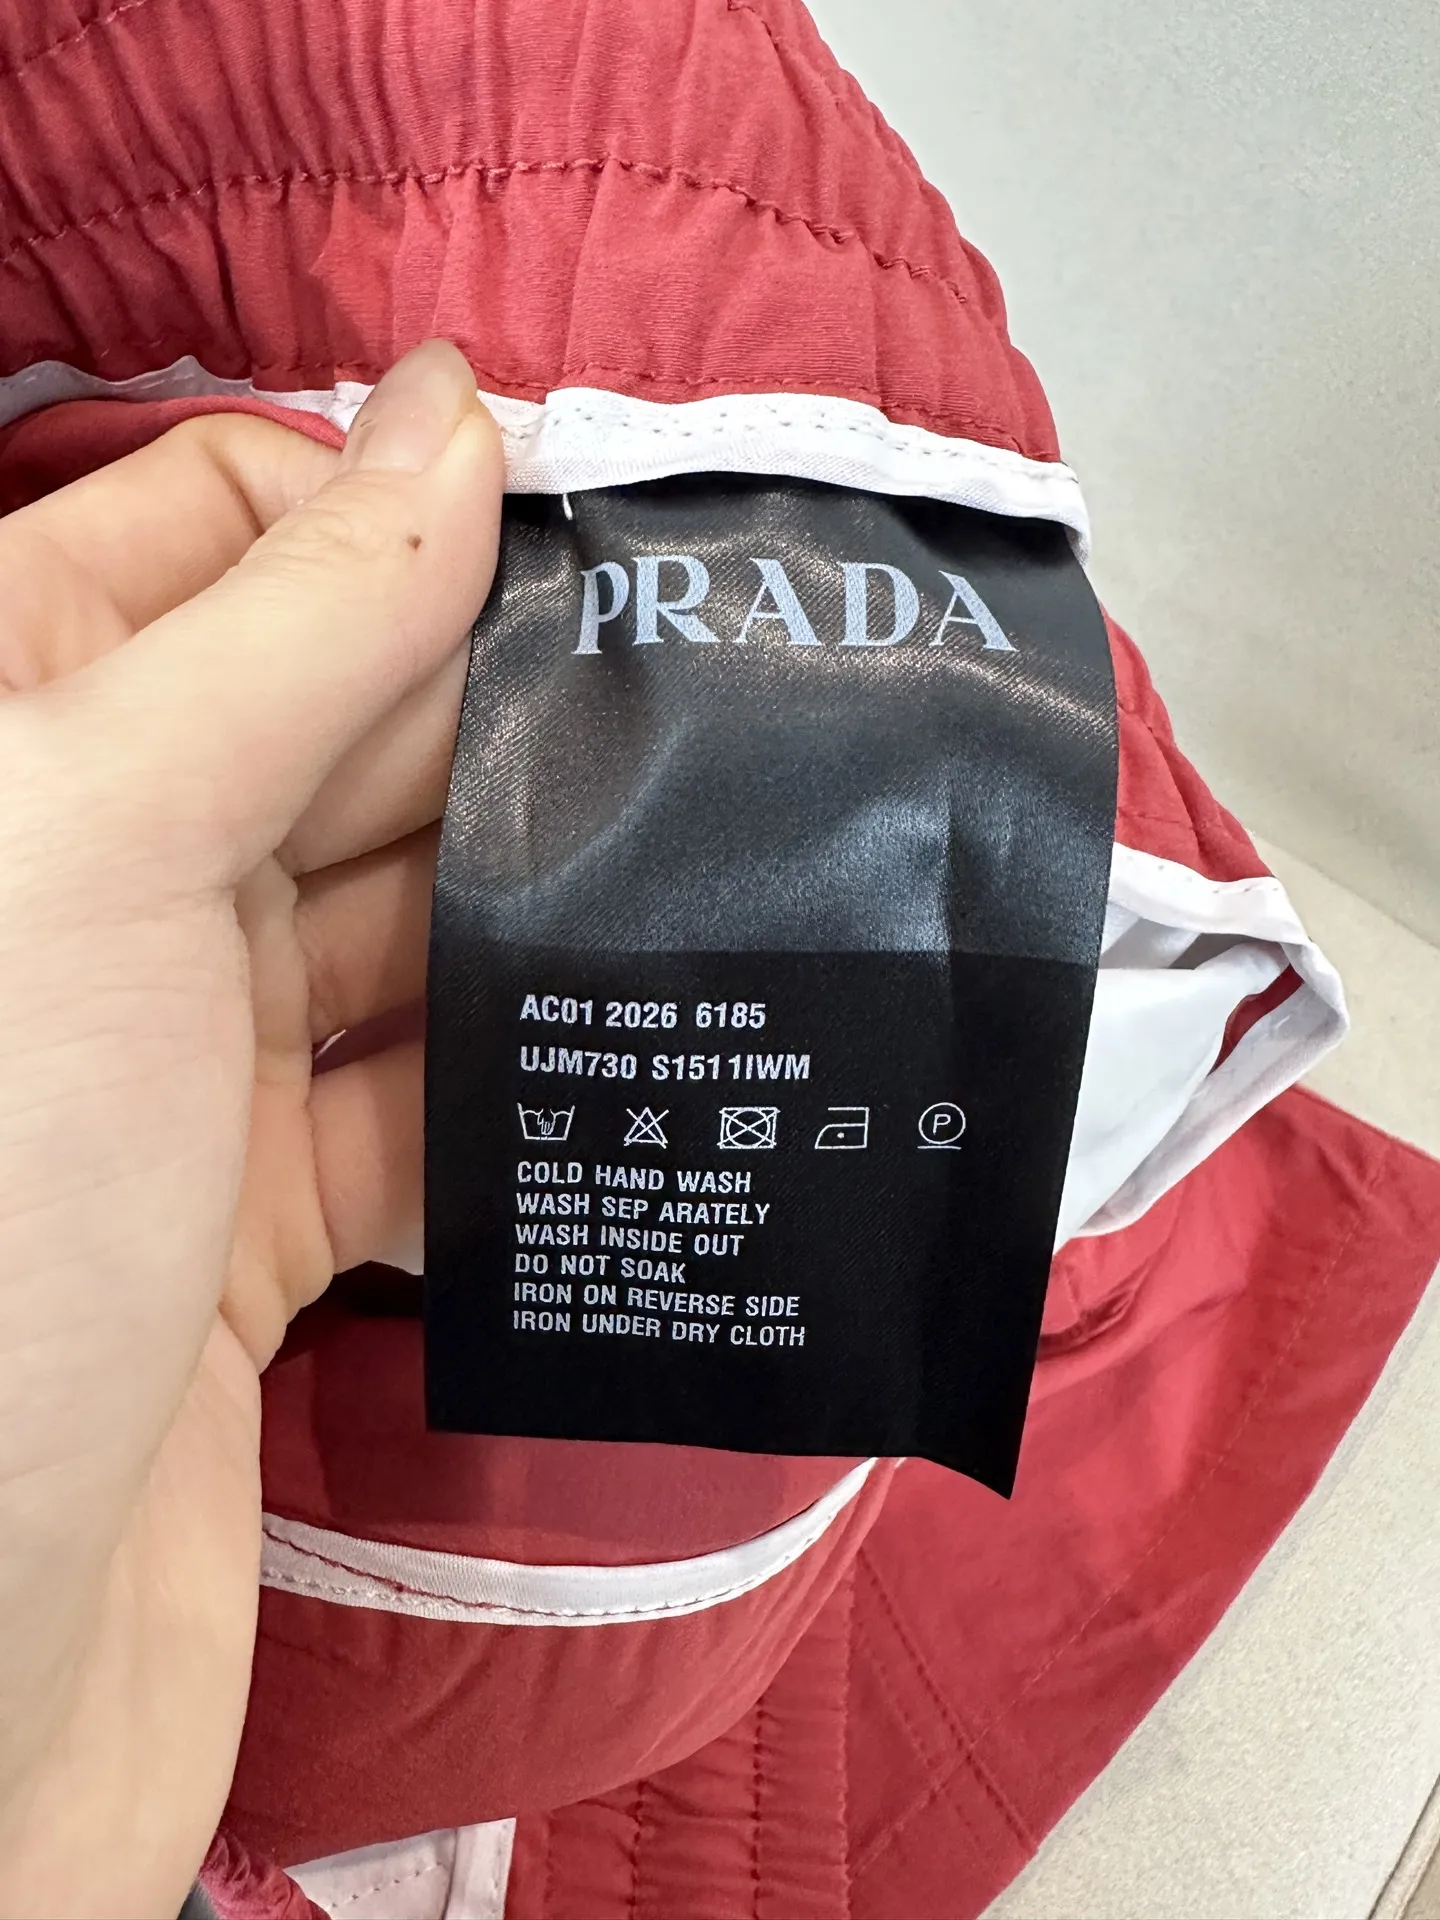 PRADA
AC01 2026 6185
UJM730 S151 1IWM
P
COLD HAND WASH
WASH SEP ARATELY
WASH INSIDE OUT
DO NOT SOAK
IRON ON REVERSE SIDE
IRON UNDER DRY CLOTH